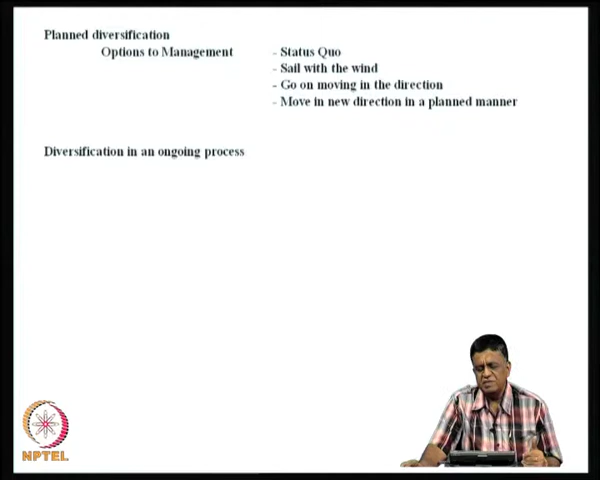 Planned diversification
Options to Management - Status Quo
- Sail with the wind
- Go on moving in the direction
- Move in new direction in a planned manner
Diversification in an ongoing process
NPTEL